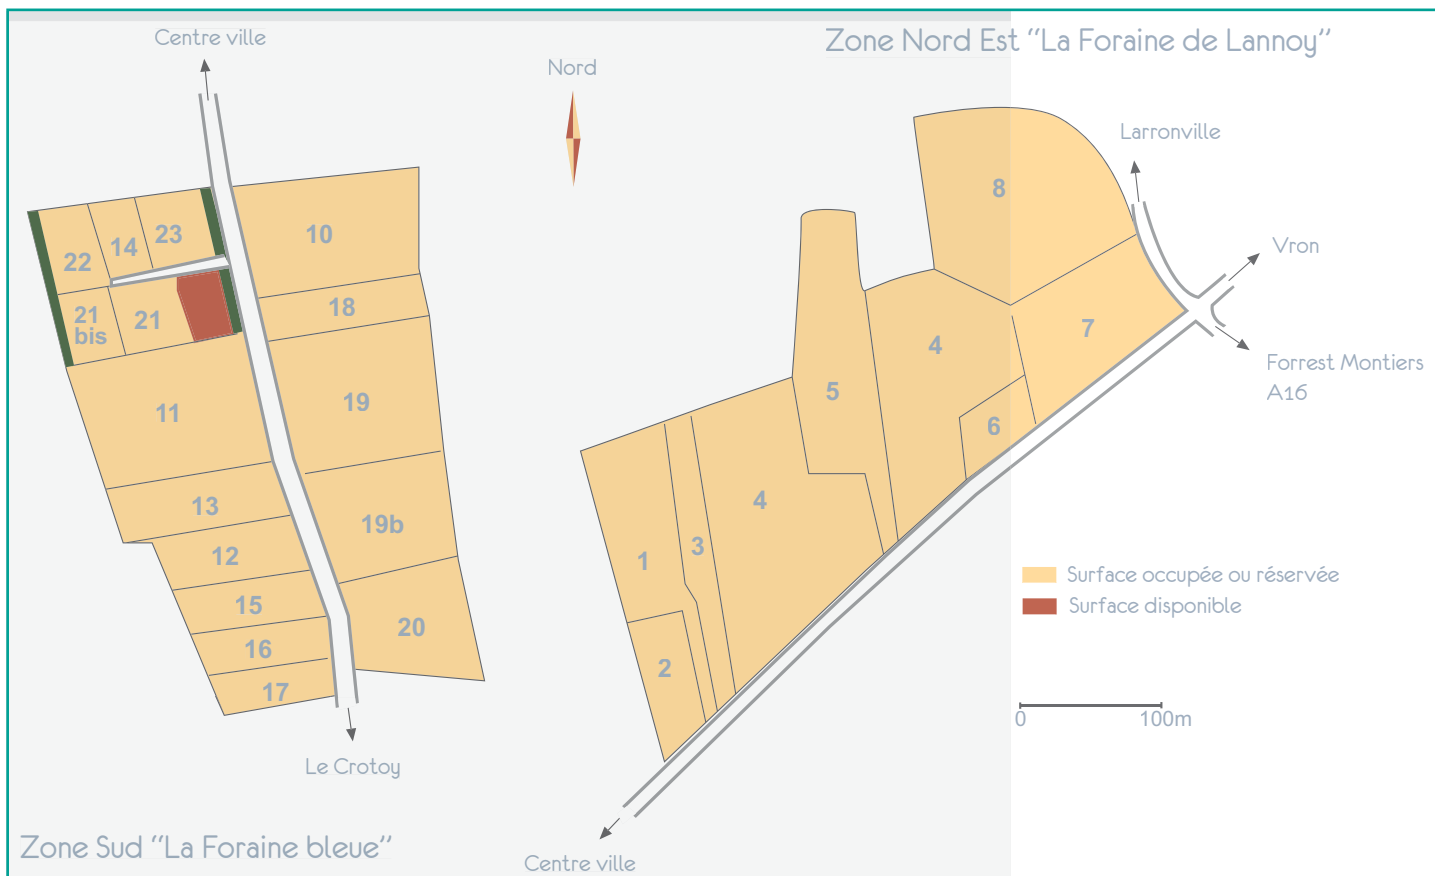 Zone Nord Est “La Foraine de Lannoy”
Centre ville
Nord
Larronville
Vron
Forrest Montiers
A16
8
7
4
5
6
4
3
1
2
10
23
14
22
18
21
bis
21
19
11
13
19b
12
15
20
16
17
Surface occupée ou réservée
Surface disponible
0
100m
Le Crotoy
Zone Sud “La Foraine bleue”
Centre ville